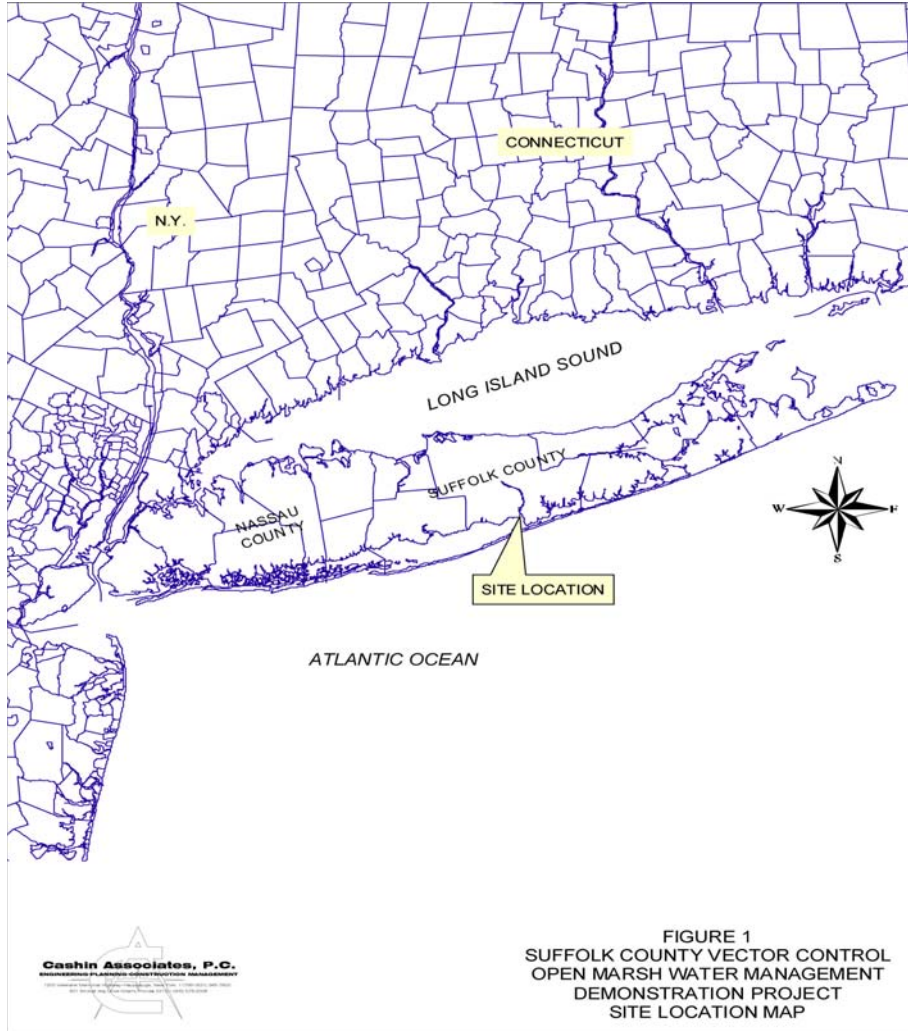 CONNECTICUT
N.Y.
LONG ISLAND SOUND
SUFFOLK COUNTY
NASSAU
COUNTY
N
W E
S
SITE LOCATION
ATLANTIC OCEAN
Cashin Associates, P.C.
ENGINEERING PLANNING CONSTRUCTION MANAGEMENT
FIGURE 1
SUFFOLK COUNTY VECTOR CONTROL
OPEN MARSH WATER MANAGEMENT
DEMONSTRATION PROJECT
SITE LOCATION MAP